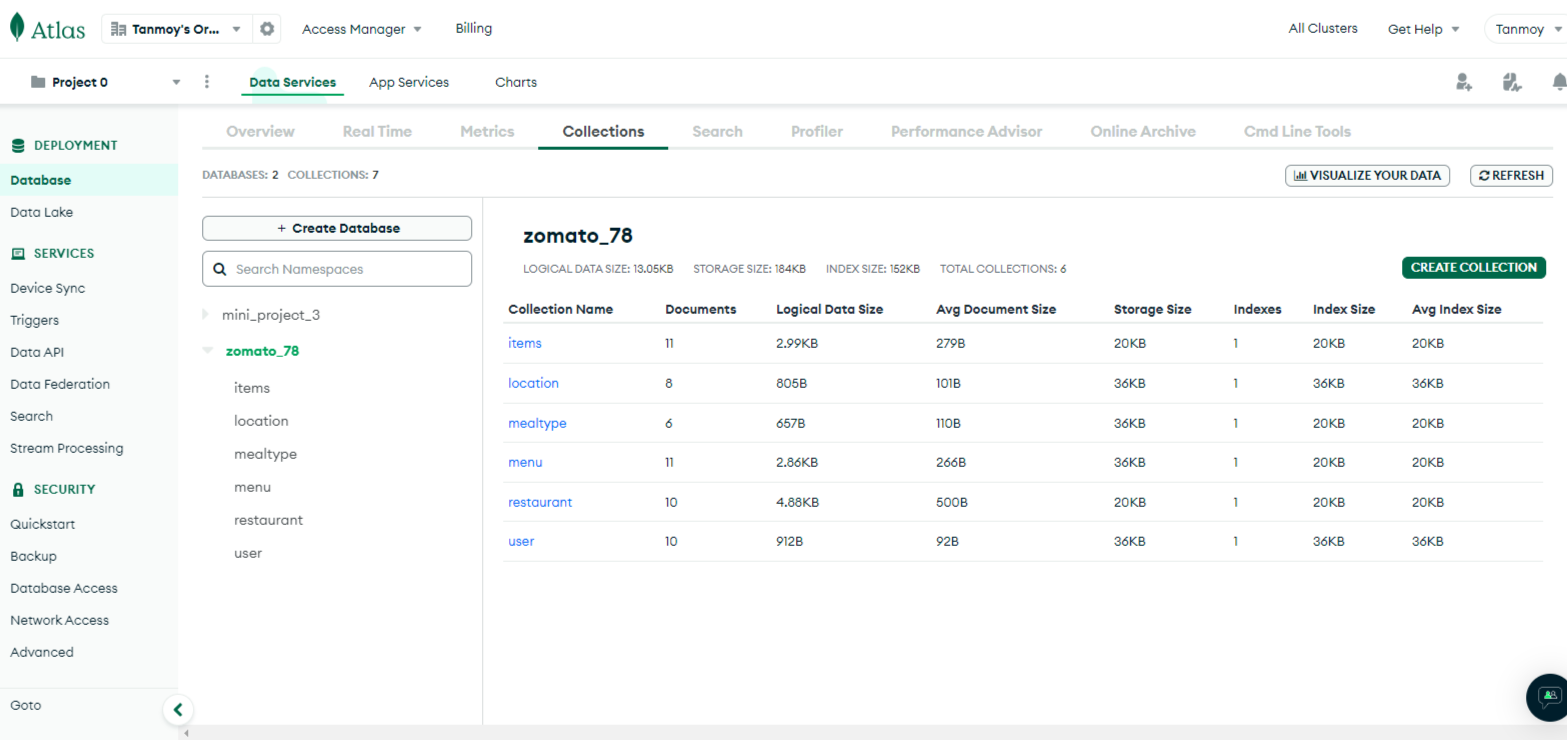 Atlas Tanmoy's Or... Access Manager Billing All Clusters Get Help Tanmoy
Project 0 Data Services App Services Charts
DEPLOYMENT
Database
Data Lake
SERVICES
Device Sync
Triggers
Data API
Data Federation
Search
Stream Processing
SECURITY
Quickstart
Backup
Database Access
Network Access
Advanced
Goto
Overview Real Time Metrics Collections Search Profiler Performance Advisor Online Archive Cmd Line Tools
DATABASES: 2 COLLECTIONS: 7 VISUALIZE YOUR DATA REFRESH
+ Create Database
Search Namespaces
mini_project_3
zomato_78
items
location
mealtype
menu
restaurant
user
zomato_78
LOGICAL DATA SIZE: 13.05KB STORAGE SIZE: 184KB INDEX SIZE: 152KB TOTAL COLLECTIONS: 6 CREATE COLLECTION
Collection Name Documents Logical Data Size Avg Document Size Storage Size Indexes Index Size Avg Index Size
items 11 2.99KB 279B 20KB 1 20KB 20KB
location 8 805B 101B 36KB 1 36KB 36KB
mealtype 6 657B 110B 36KB 1 20KB 20KB
menu 11 2.86KB 266B 36KB 1 20KB 20KB
restaurant 10 4.88KB 500B 20KB 1 20KB 20KB
user 10 912B 92B 36KB 1 36KB 36KB